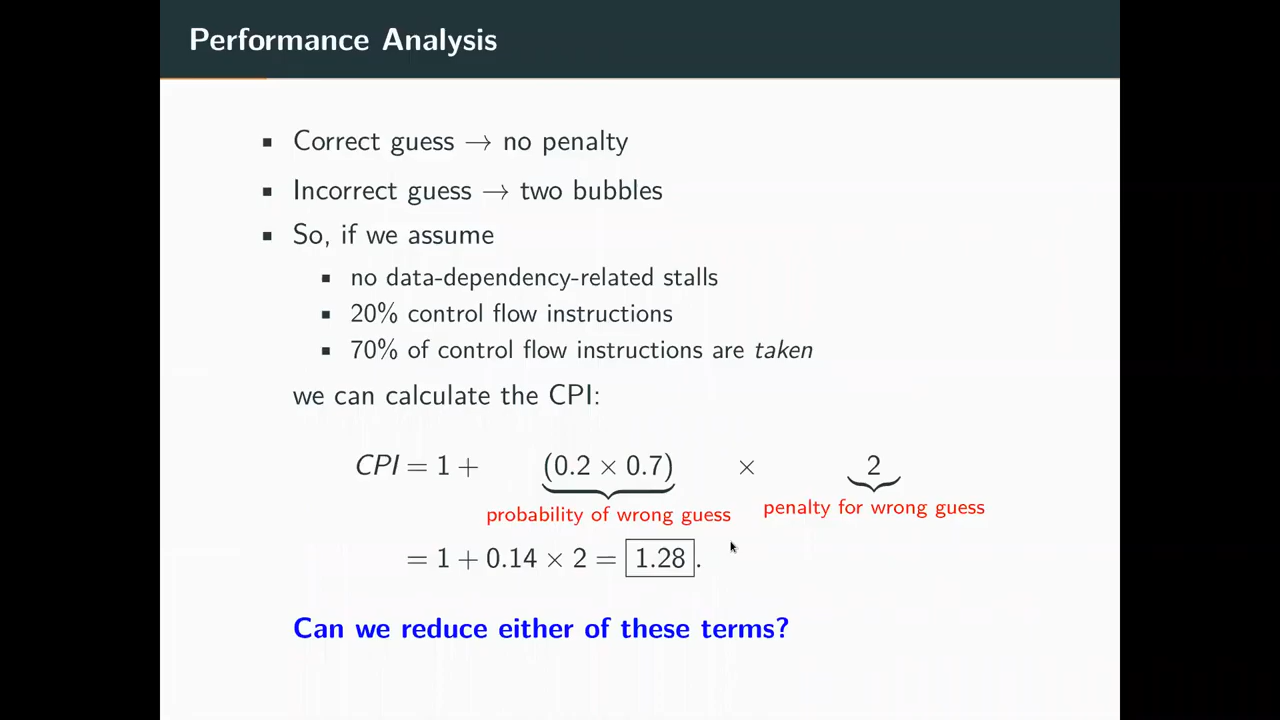 Performance Analysis
▪ Correct guess → no penalty
▪ Incorrect guess → two bubbles
▪ So, if we assume
▪ no data-dependency-related stalls
▪ 20% control flow instructions
▪ 70% of control flow instructions are taken
we can calculate the CPI:
CPI = 1 + (0.2 × 0.7) × 2
probability of wrong guess penalty for wrong guess
= 1 + 0.14 × 2 = 1.28.
Can we reduce either of these terms?